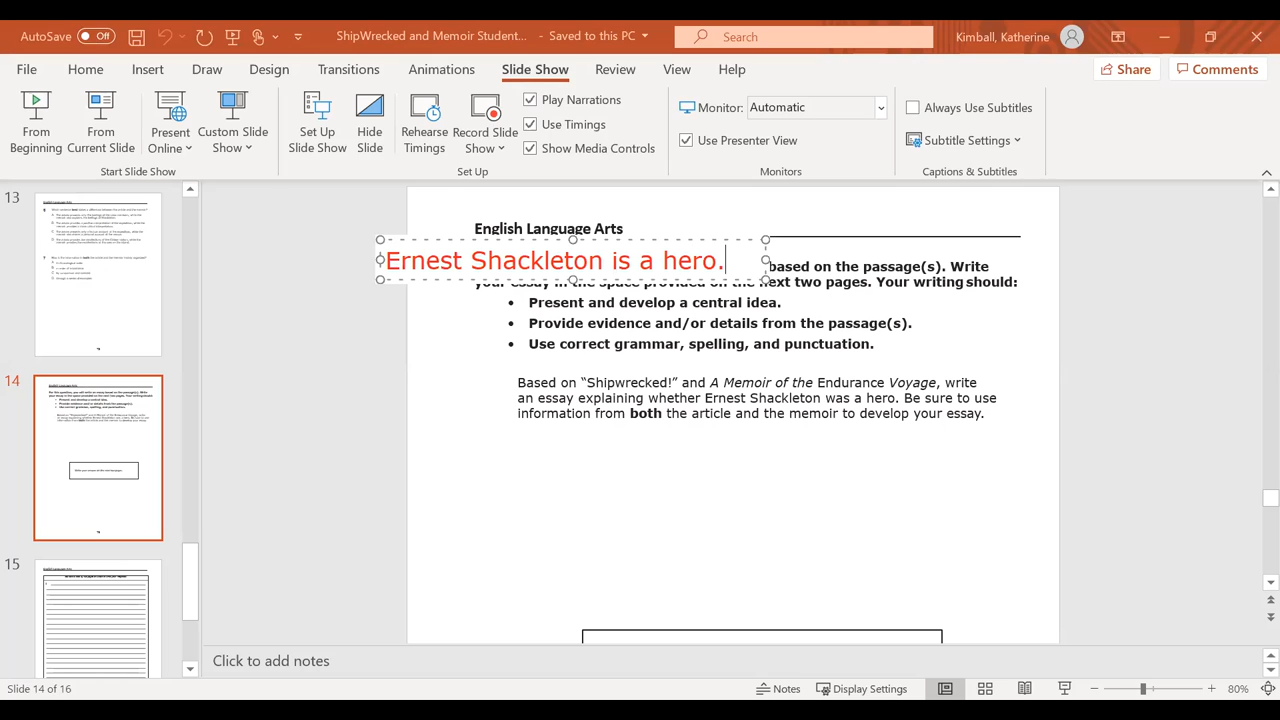 AutoSave Off ShipWrecked and Memoir Student... - Saved to this PC Search Kimball, Katherine
File Home Insert Draw Design Transitions Animations Slide Show Review View Help Share Comments
From Beginning
From Current Slide
Present Online
Custom Slide Show
Set Up Slide Show
Hide Slide
Rehearse Timings
Record Slide Show
Play Narrations
Use Timings
Show Media Controls
Monitor: Automatic
Use Presenter View
Always Use Subtitles
Subtitle Settings
Start Slide Show Set Up Monitors Captions & Subtitles
13
14
15
English Language Arts
Ernest Shackleton is a hero.
based on the passage(s). Write
your essay in the space provided on the next two pages. Your writing should:
• Present and develop a central idea.
• Provide evidence and/or details from the passage(s).
• Use correct grammar, spelling, and punctuation.
Based on “Shipwrecked!” and A Memoir of the Endurance Voyage, write
an essay explaining whether Ernest Shackleton was a hero. Be sure to use
information from both the article and the memoir to develop your essay.
Click to add notes
Slide 14 of 16 Notes Display Settings 80%